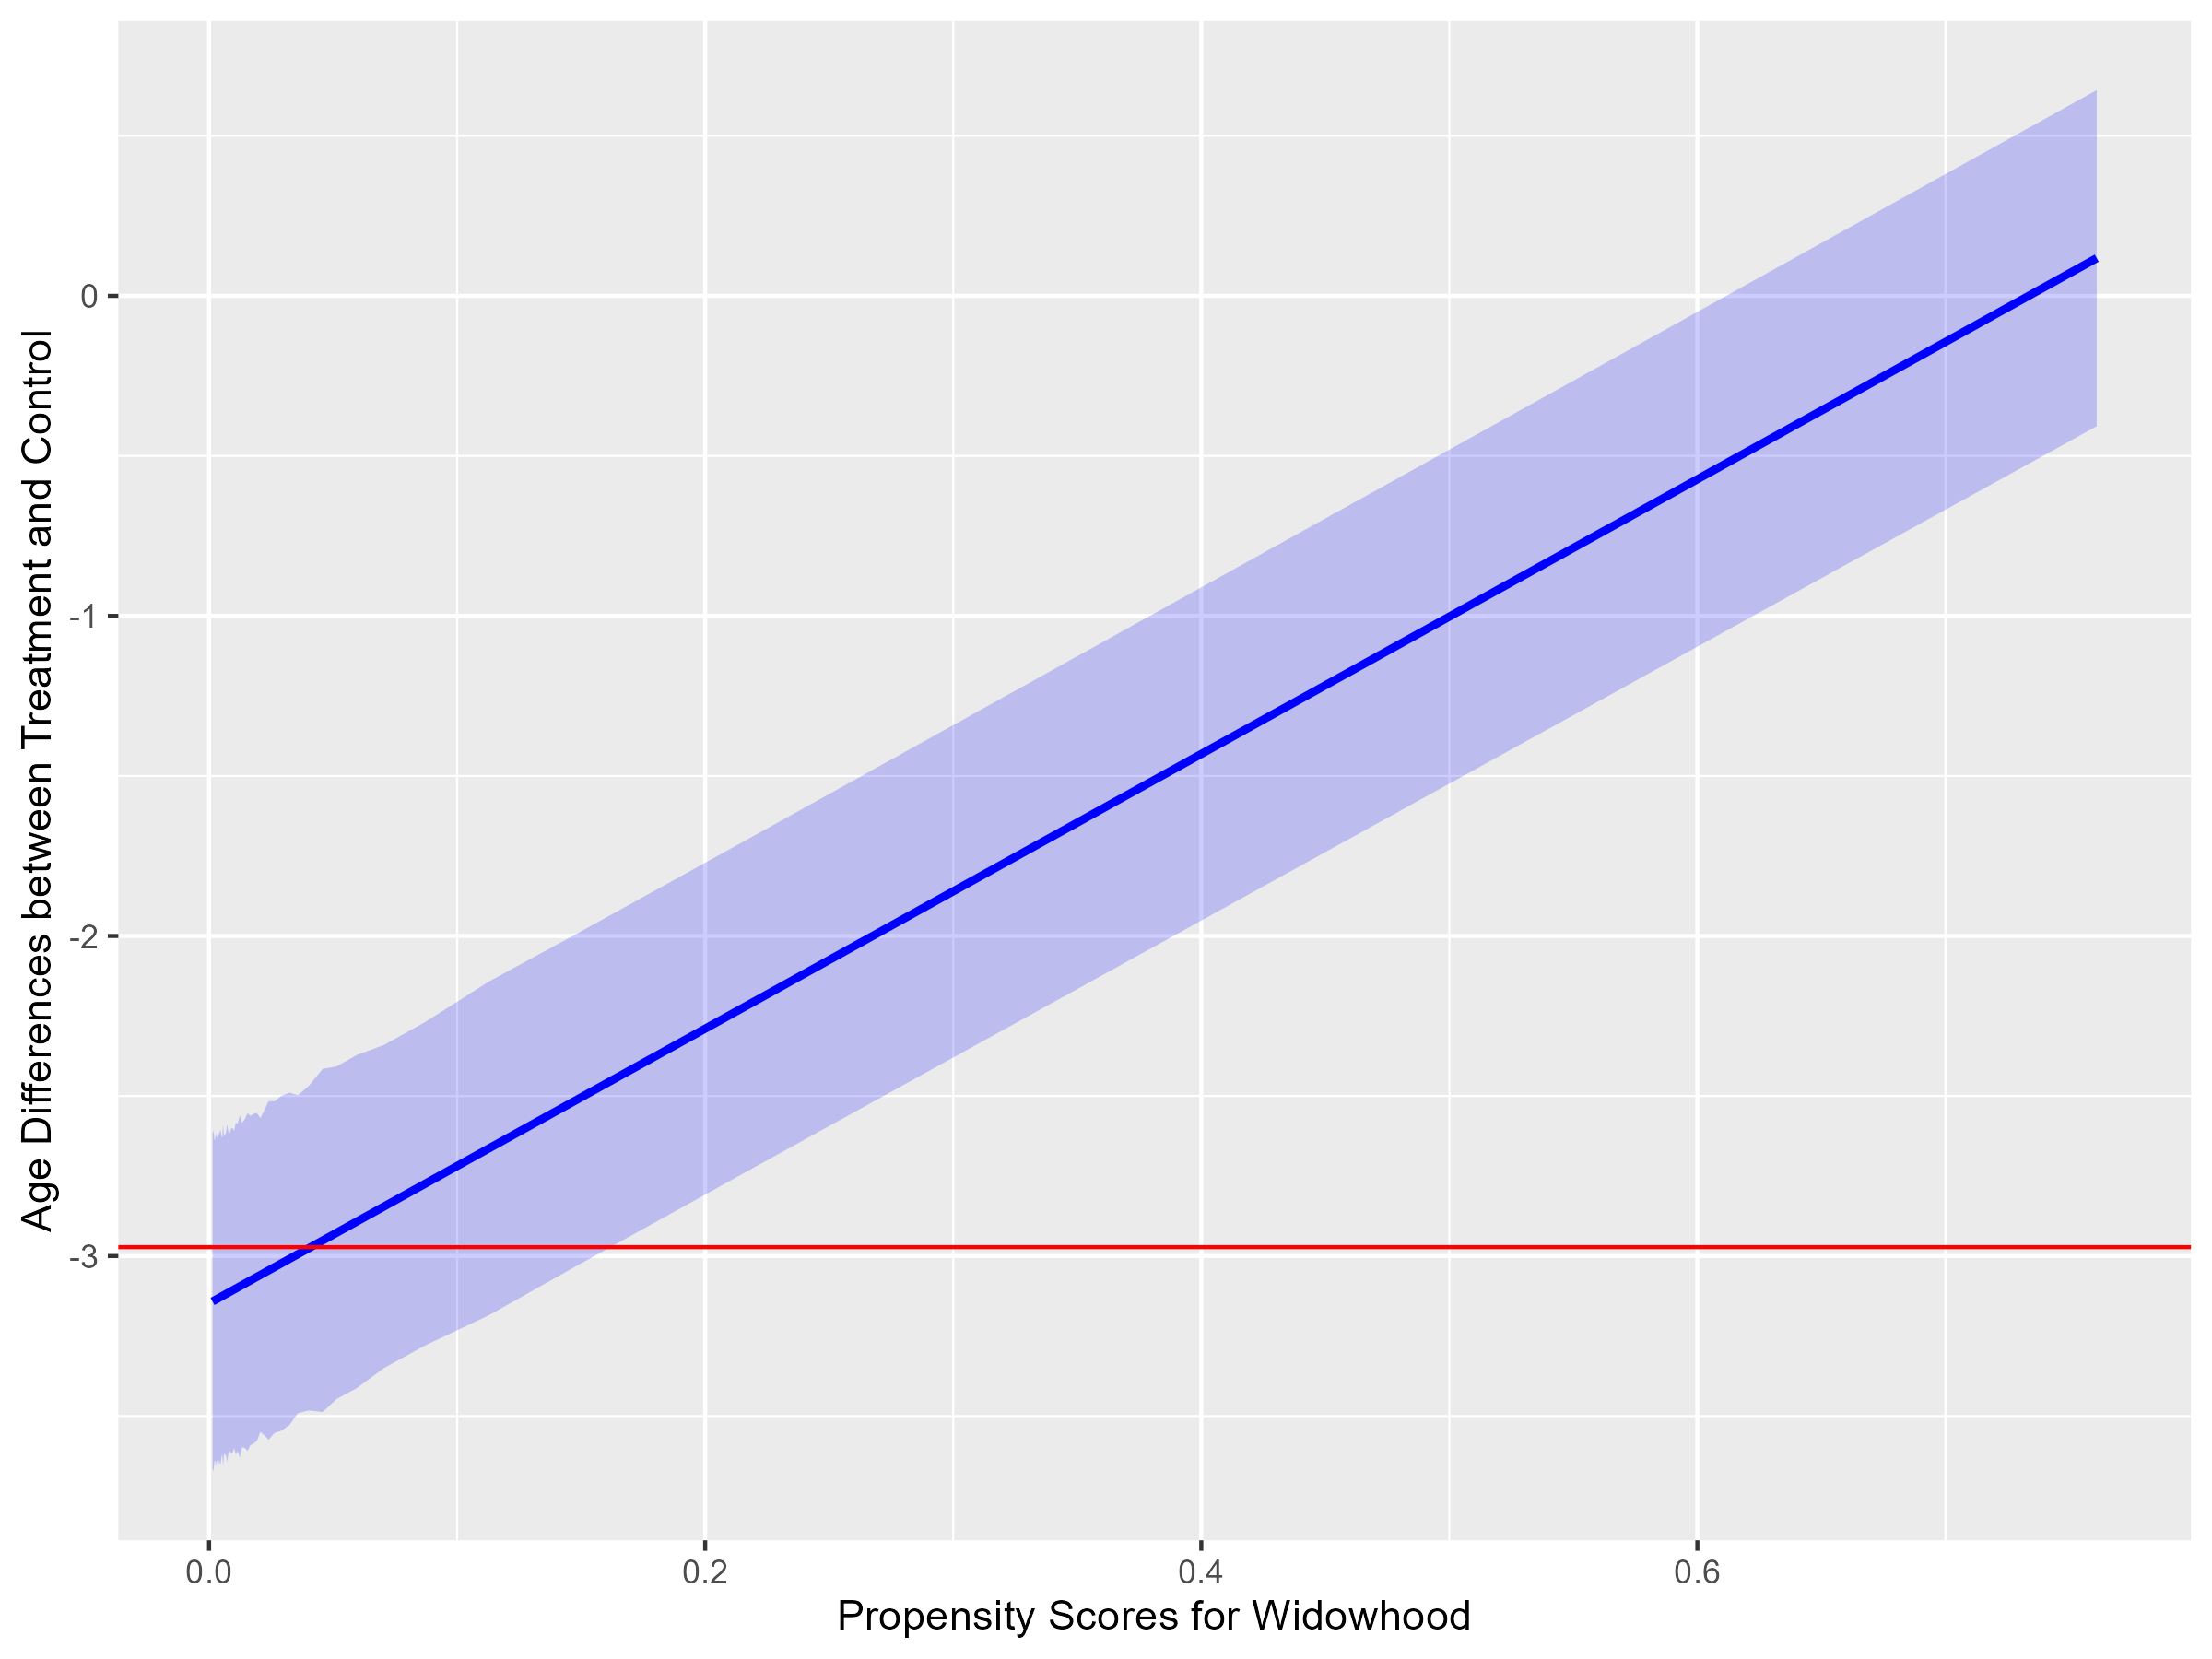 Age Differences between Treatment and Control
0
-1
-2
-3
0.0 0.2 0.4 0.6
Propensity Scores for Widowhood